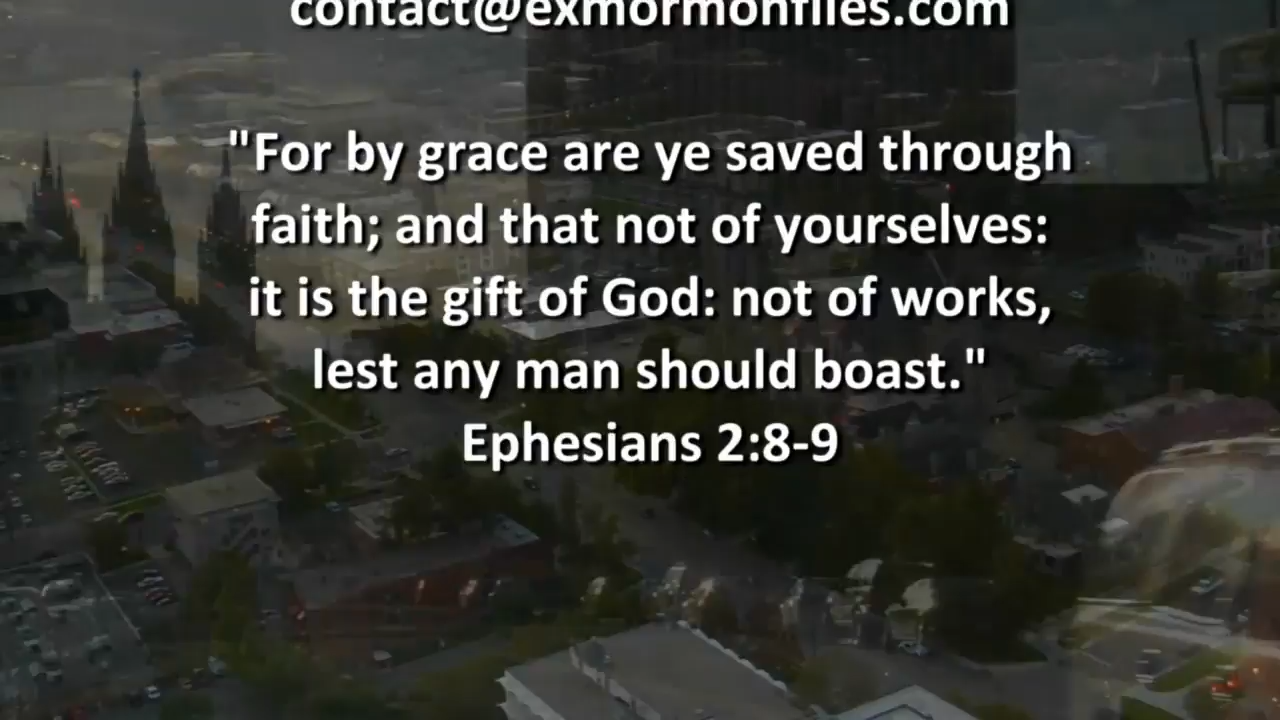 contact@exmormonfiles.com
"For by grace are ye saved through
faith; and that not of yourselves:
it is the gift of God: not of works,
lest any man should boast."
Ephesians 2:8-9